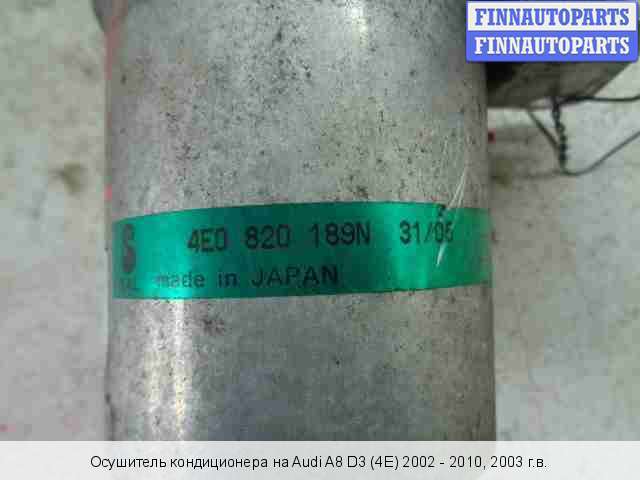 FINNAUTOPARTS
FINNAUTOPARTS
S 4E0 820 189N 31/05
made in JAPAN
Осушитель кондиционера на Audi A8 D3 (4E) 2002 - 2010, 2003 г.в.